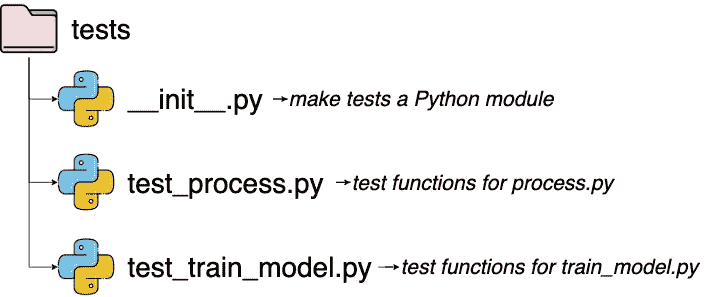 tests
__init__.py →make tests a Python module
test_process.py →test functions for process.py
test_train_model.py →test functions for train_model.py